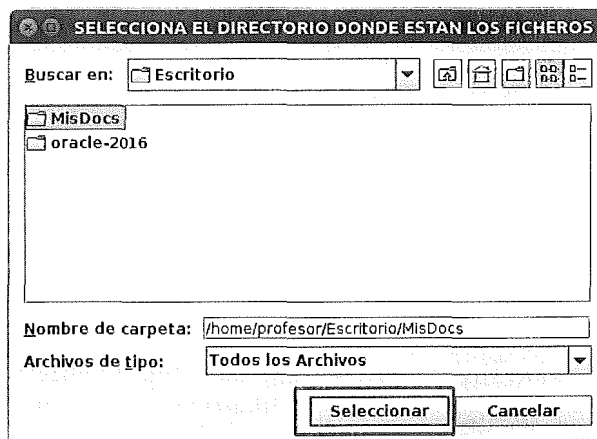 SELECCIONA EL DIRECTORIO DONDE ESTAN LOS FICHEROS
Buscar en: Escritorio
MisDocs
oracle-2016
Nombre de carpeta: /home/profesor/Escritorio/MisDocs
Archivos de tipo: Todos los Archivos
Seleccionar Cancelar